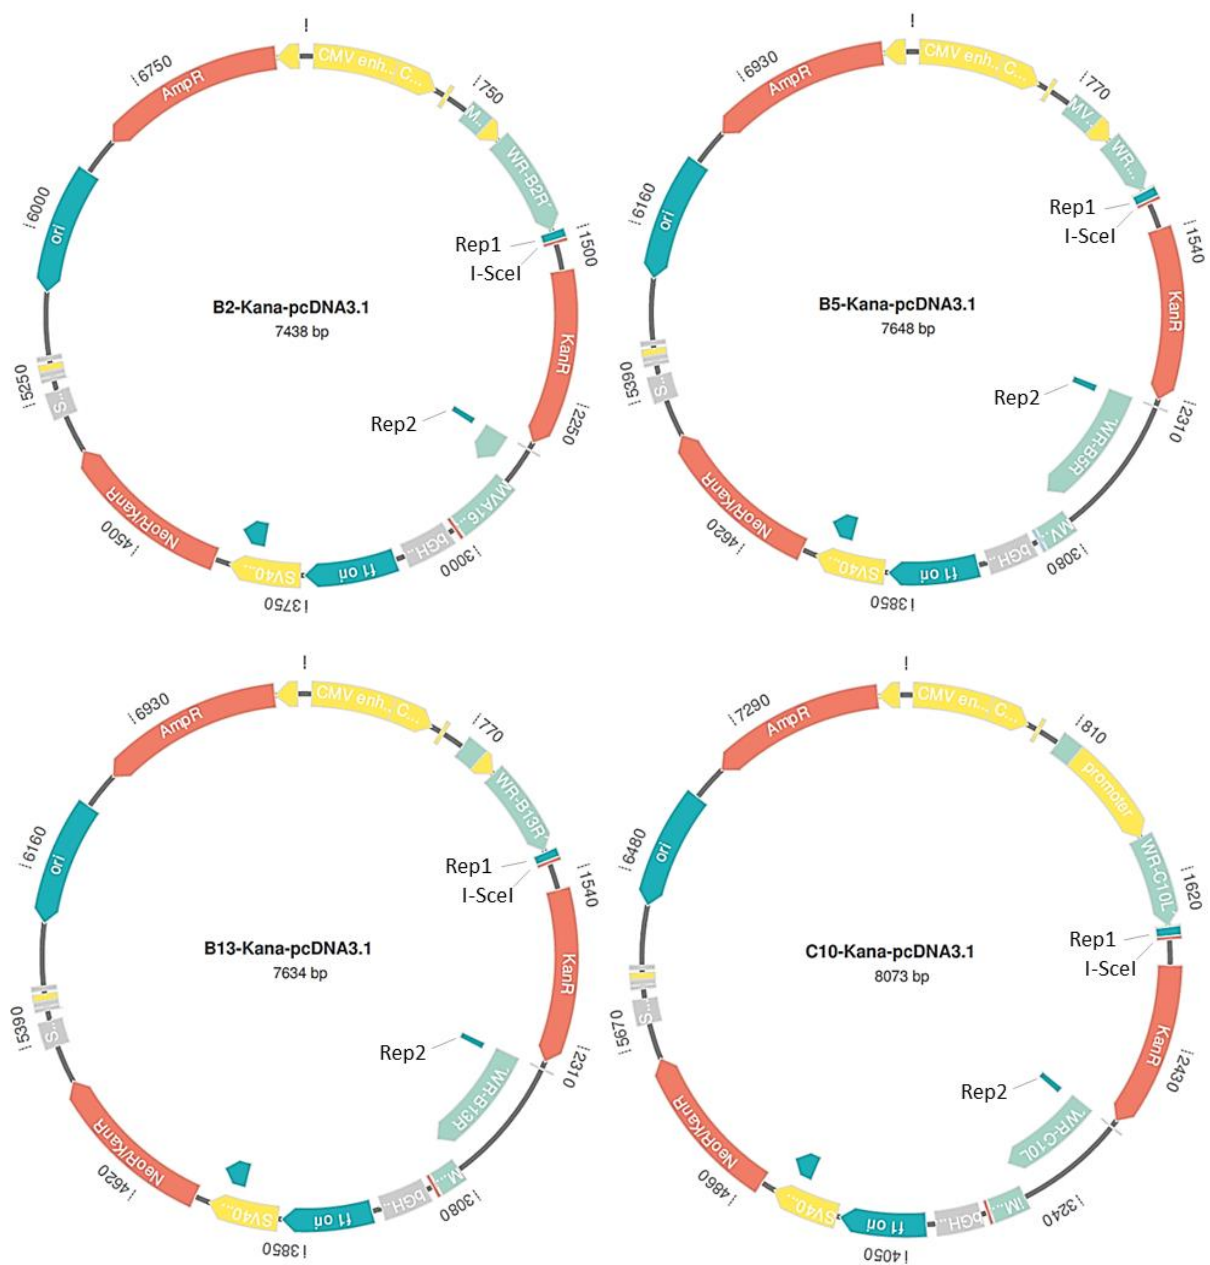 I
CMV enh.. C...
750
M..
WR-B2R'
Rep1
I-SceI
1500
KanR
Rep2
2250
MVA16...
3000
bGH...
f1 ori
3750
SV40...
NeoR/KanR
4500
S...
5250
ori
6000
AmpR
6750
B2-Kana-pcDNA3.1
7438 bp
I
CMV enh.. C...
770
MV..
WR...
Rep1
I-SceI
1540
KanR
Rep2
2310
'WR-B5R
MV...
3080
bGH...
f1 ori
3850
SV40...
NeoR/KanR
4620
S...
5390
ori
6160
AmpR
6930
B5-Kana-pcDNA3.1
7648 bp
I
CMV enh.. C...
770
WR-B13R'
Rep1
I-SceI
1540
KanR
Rep2
2310
'WR-B13R
M...
3080
bGH...
f1 ori
3850
SV40...
NeoR/KanR
4620
S...
5390
ori
6160
AmpR
6930
B13-Kana-pcDNA3.1
7634 bp
I
CMV en... C...
810
promoter
WR-C10L'
Rep1
I-SceI
1620
KanR
Rep2
2430
'WR-C10L
3240
bGH...
f1 ori
4050
SV40...
NeoR/KanR
4860
S...
5670
ori
6480
AmpR
7290
C10-Kana-pcDNA3.1
8073 bp